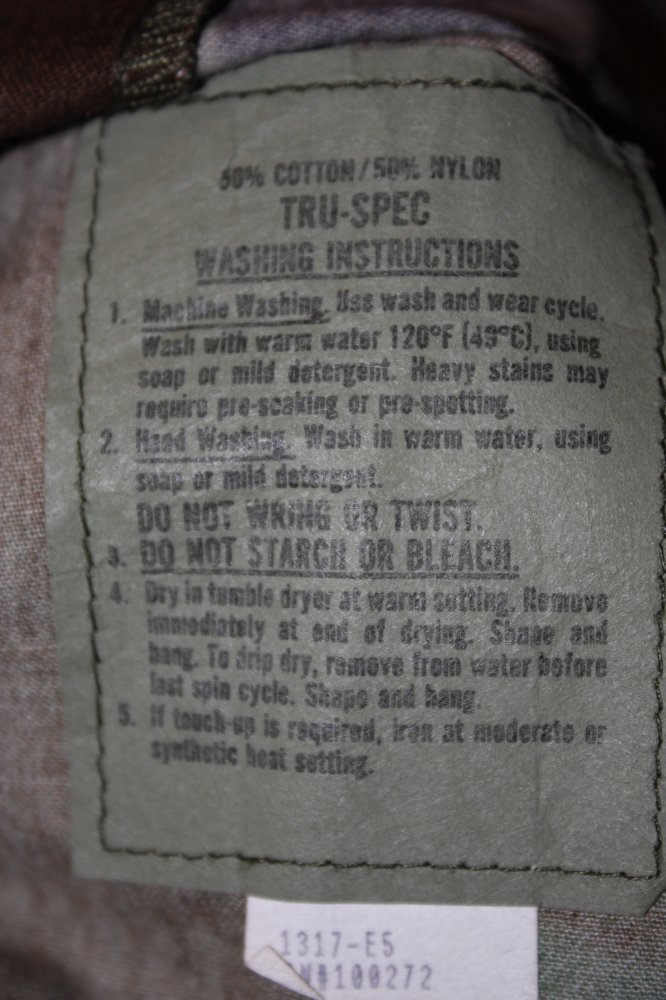 50% COTTON/50% NYLON
TRU-SPEC
WASHING INSTRUCTIONS
1. Machine Washing. Use wash and wear cycle.
Wash with warm water 120°F (49°C), using
soap or mild detergent. Heavy stains may
require pre-soaking or pre-spotting.
2. Hand Washing. Wash in warm water, using
soap or mild detergent.
DO NOT WRING OR TWIST.
3. DO NOT STARCH OR BLEACH.
4. Dry in tumble dryer at warm setting. Remove
immediately at end of drying. Shape and
hang. To drip dry, remove from water before
last spin cycle. Shape and hang.
5. If touch-up is required, iron at moderate or
synthetic heat setting.
1317-E5
N#100272